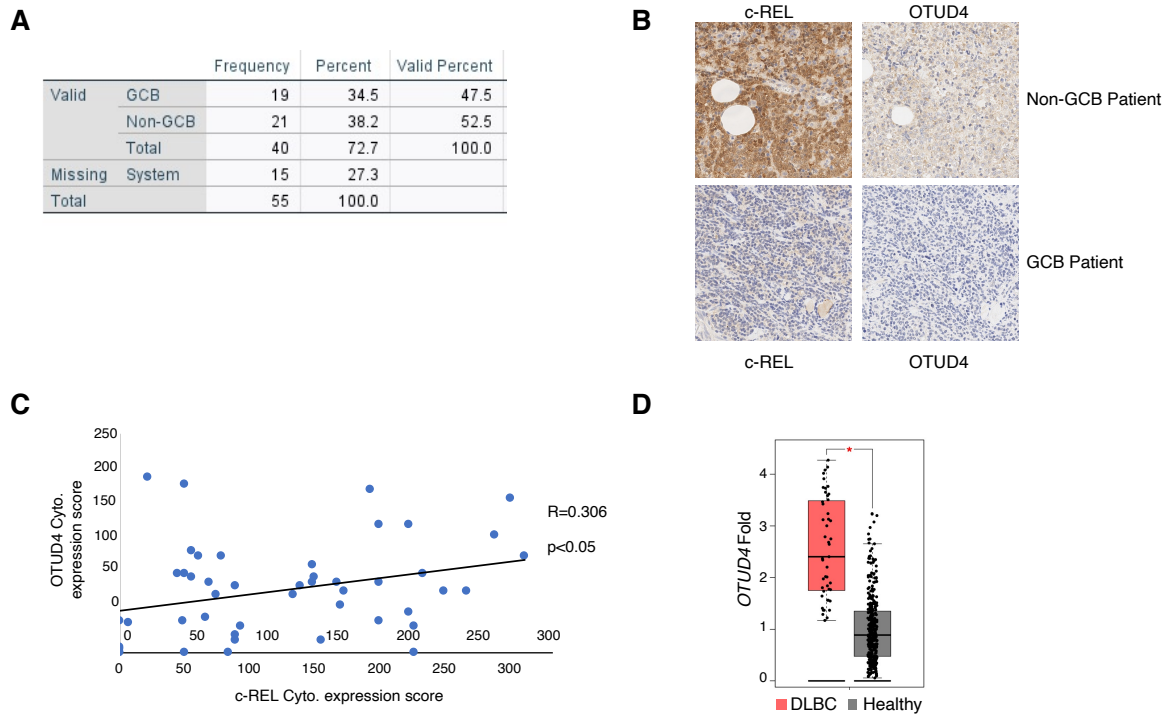 A
Frequency Percent Valid Percent
Valid GCB 19 34.5 47.5
Non-GCB 21 38.2 52.5
Total 40 72.7 100.0
Missing System 15 27.3
Total 55 100.0
B
c-REL OTUD4
Non-GCB Patient
GCB Patient
c-REL OTUD4
C
OTUD4 Cyto.
expression score
250
200
150
100
50
0
R=0.306
p<0.05
0 50 100 150 200 250 300
0 50 100 150 200 250 300
c-REL Cyto. expression score
D
*
OTUD4 Fold
4
3
2
1
0
DLBC Healthy